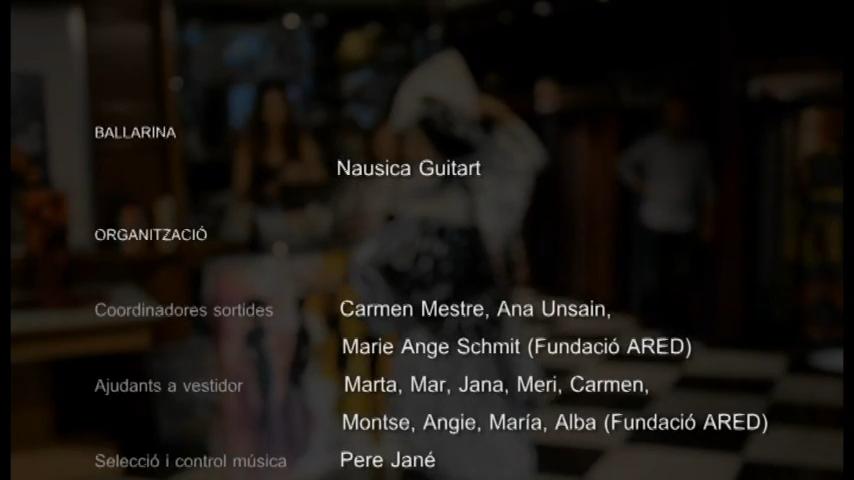 BALLARINA
Nausica Guitart
ORGANITZACIÓ
Coordinadores sortides Carmen Mestre, Ana Unsain,
Marie Ange Schmit (Fundació ARED)
Ajudants a vestidor Marta, Mar, Jana, Meri, Carmen,
Montse, Angie, María, Alba (Fundació ARED)
Selecció i control música Pere Jané